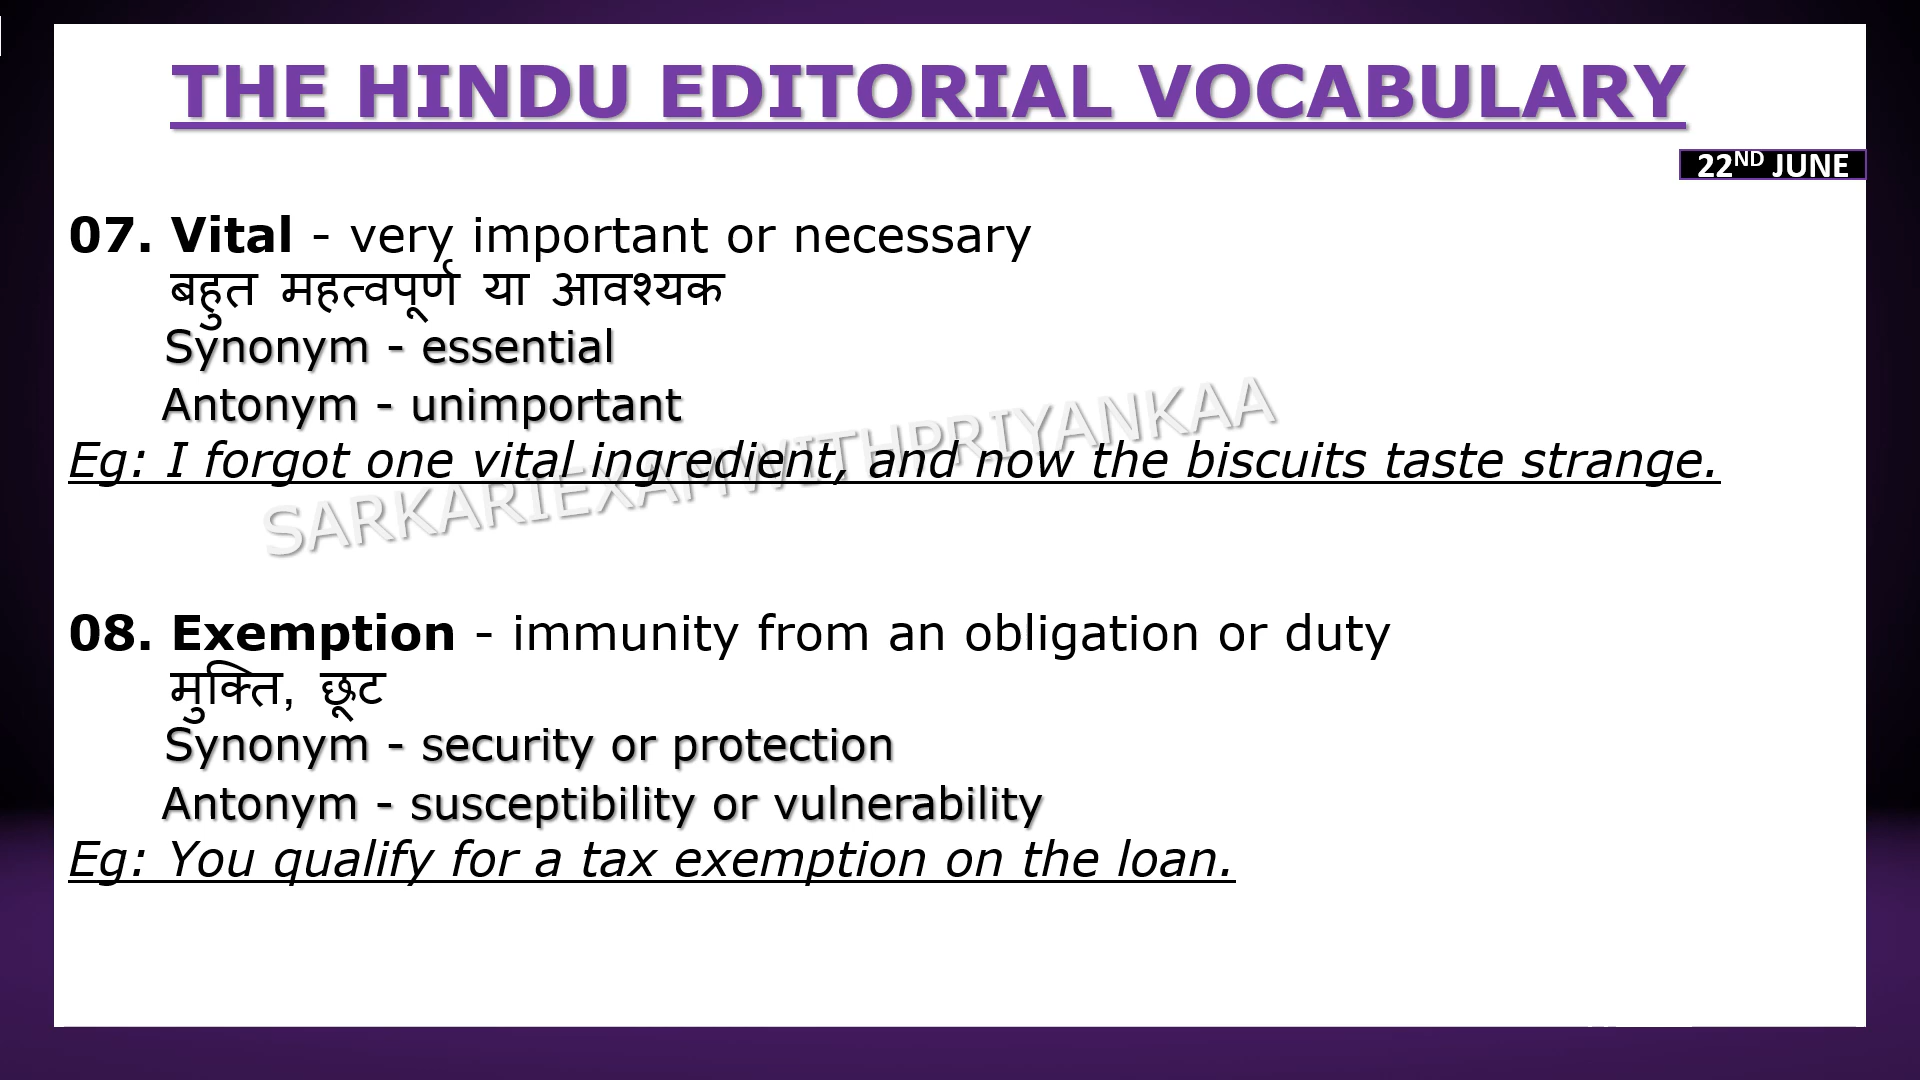 THE HINDU EDITORIAL VOCABULARY
22ND JUNE
07. Vital - very important or necessary
बहुत महत्वपूर्ण या आवश्यक
Synonym - essential
Antonym - unimportant
Eg: I forgot one vital ingredient, and now the biscuits taste strange.
SARKARIEXAMWITHPRIYANKAA
08. Exemption - immunity from an obligation or duty
मुक्ति, छूट
Synonym - security or protection
Antonym - susceptibility or vulnerability
Eg: You qualify for a tax exemption on the loan.